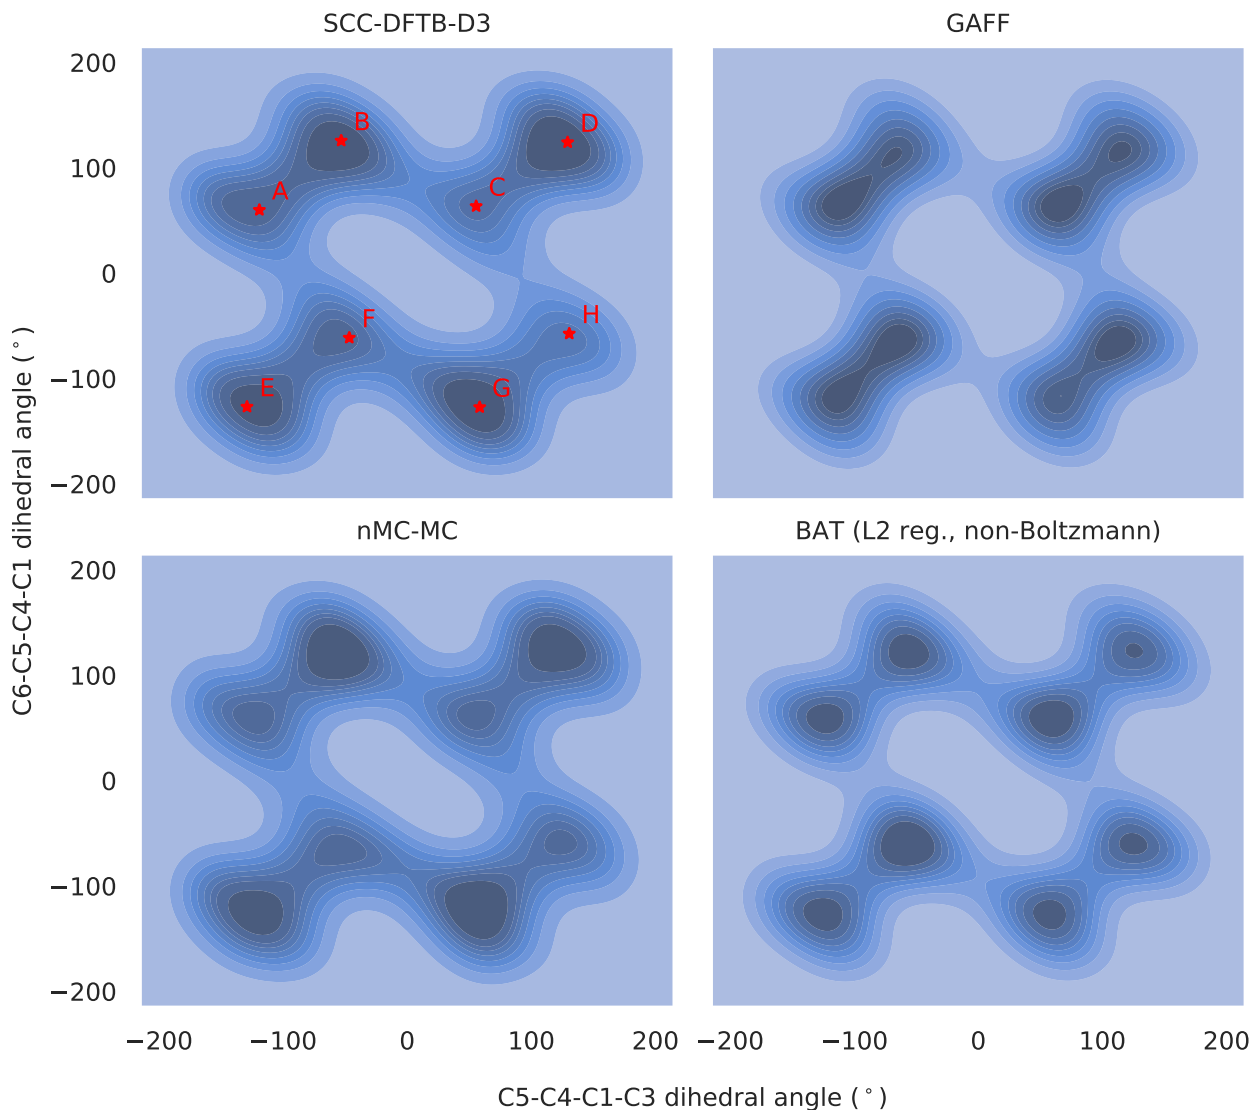 SCC-DFTB-D3
GAFF
200
100
0
−100
−200
A
B
C
D
E
F
G
H
nMC-MC
BAT (L2 reg., non-Boltzmann)
200
100
0
−100
−200
−200 −100 0 100 200
−200 −100 0 100 200
C6-C5-C4-C1 dihedral angle (°)
C5-C4-C1-C3 dihedral angle (°)